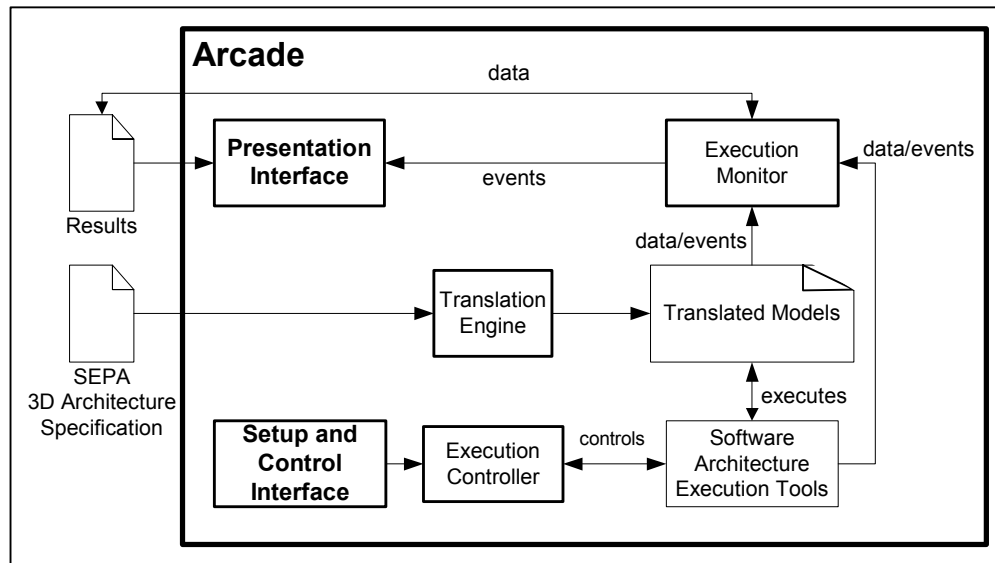 Arcade
data
Presentation
Interface
Execution
Monitor
data/events
events
Results
data/events
Translation
Engine
Translated Models
SEPA
3D Architecture
Specification
executes
Setup and
Control
Interface
Execution
Controller
controls
Software
Architecture
Execution Tools